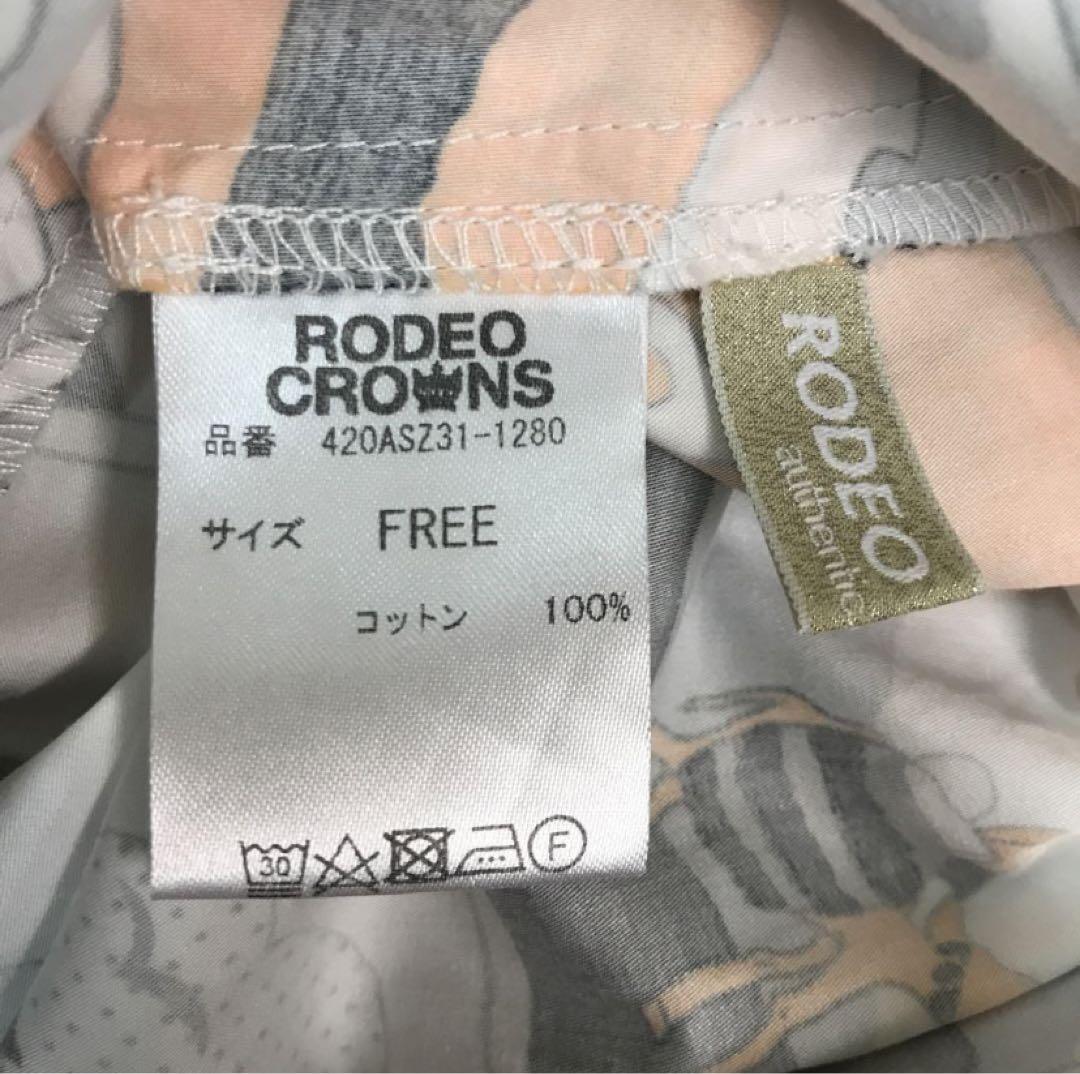 RODEO
CROWNS
品番 420ASZ31-1280
サイズ FREE
コットン 100%
30
F
RODEO
authentic